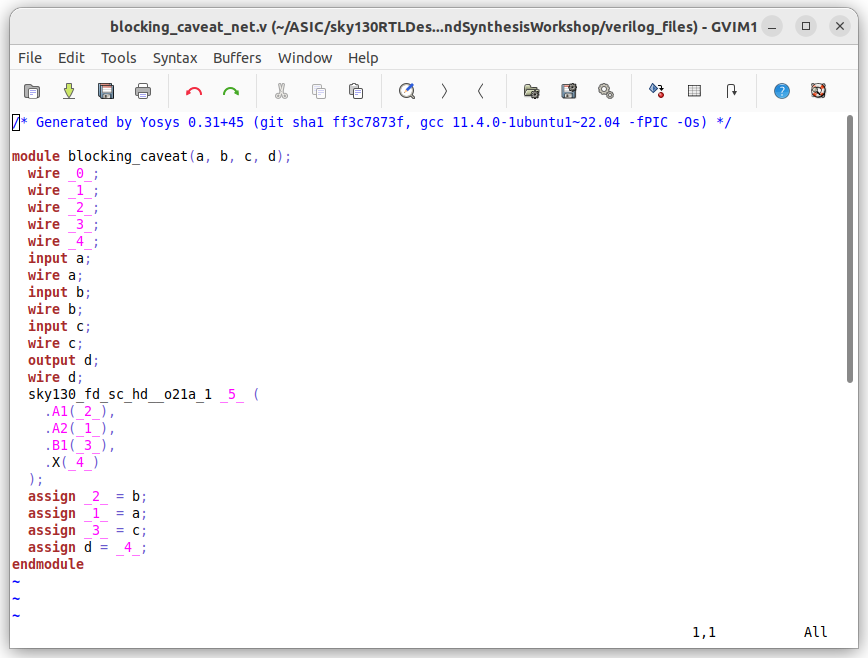 blocking_caveat_net.v (~/ASIC/sky130RTLDes...ndSynthesisWorkshop/verilog_files) - GVIM1
File Edit Tools Syntax Buffers Window Help
/* Generated by Yosys 0.31+45 (git sha1 ff3c7873f, gcc 11.4.0-1ubuntu1~22.04 -fPIC -Os) */
module blocking_caveat(a, b, c, d);
  wire _0_;
  wire _1_;
  wire _2_;
  wire _3_;
  wire _4_;
  input a;
  wire a;
  input b;
  wire b;
  input c;
  wire c;
  output d;
  wire d;
  sky130_fd_sc_hd__o21a_1 _5_ (
    .A1(_2_),
    .A2(_1_),
    .B1(_3_),
    .X(_4_)
  );
  assign _2_ = b;
  assign _1_ = a;
  assign _3_ = c;
  assign d = _4_;
endmodule
~
~
~
1,1 All